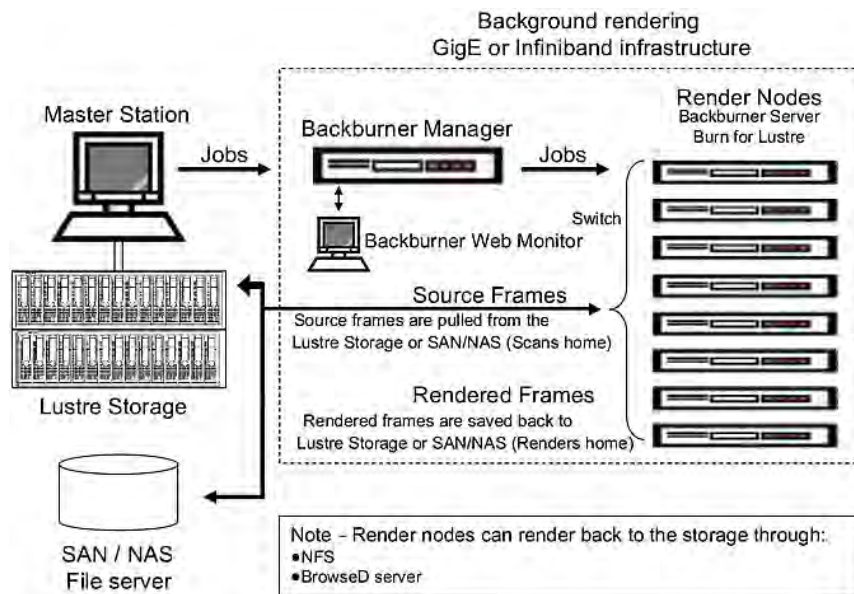 Background rendering
GigE or Infiniband infrastructure
Master Station
Jobs
Backburner Manager
Jobs
Render Nodes
Backburner Server
Burn for Lustre
Switch
Backburner Web Monitor
Source Frames
Source frames are pulled from the
Lustre Storage or SAN/NAS (Scans home)
Lustre Storage
Rendered Frames
Rendered frames are saved back to
Lustre Storage or SAN/NAS (Renders home)
SAN / NAS
File server
Note – Render nodes can render back to the storage through:
●NFS
●BrowseD server